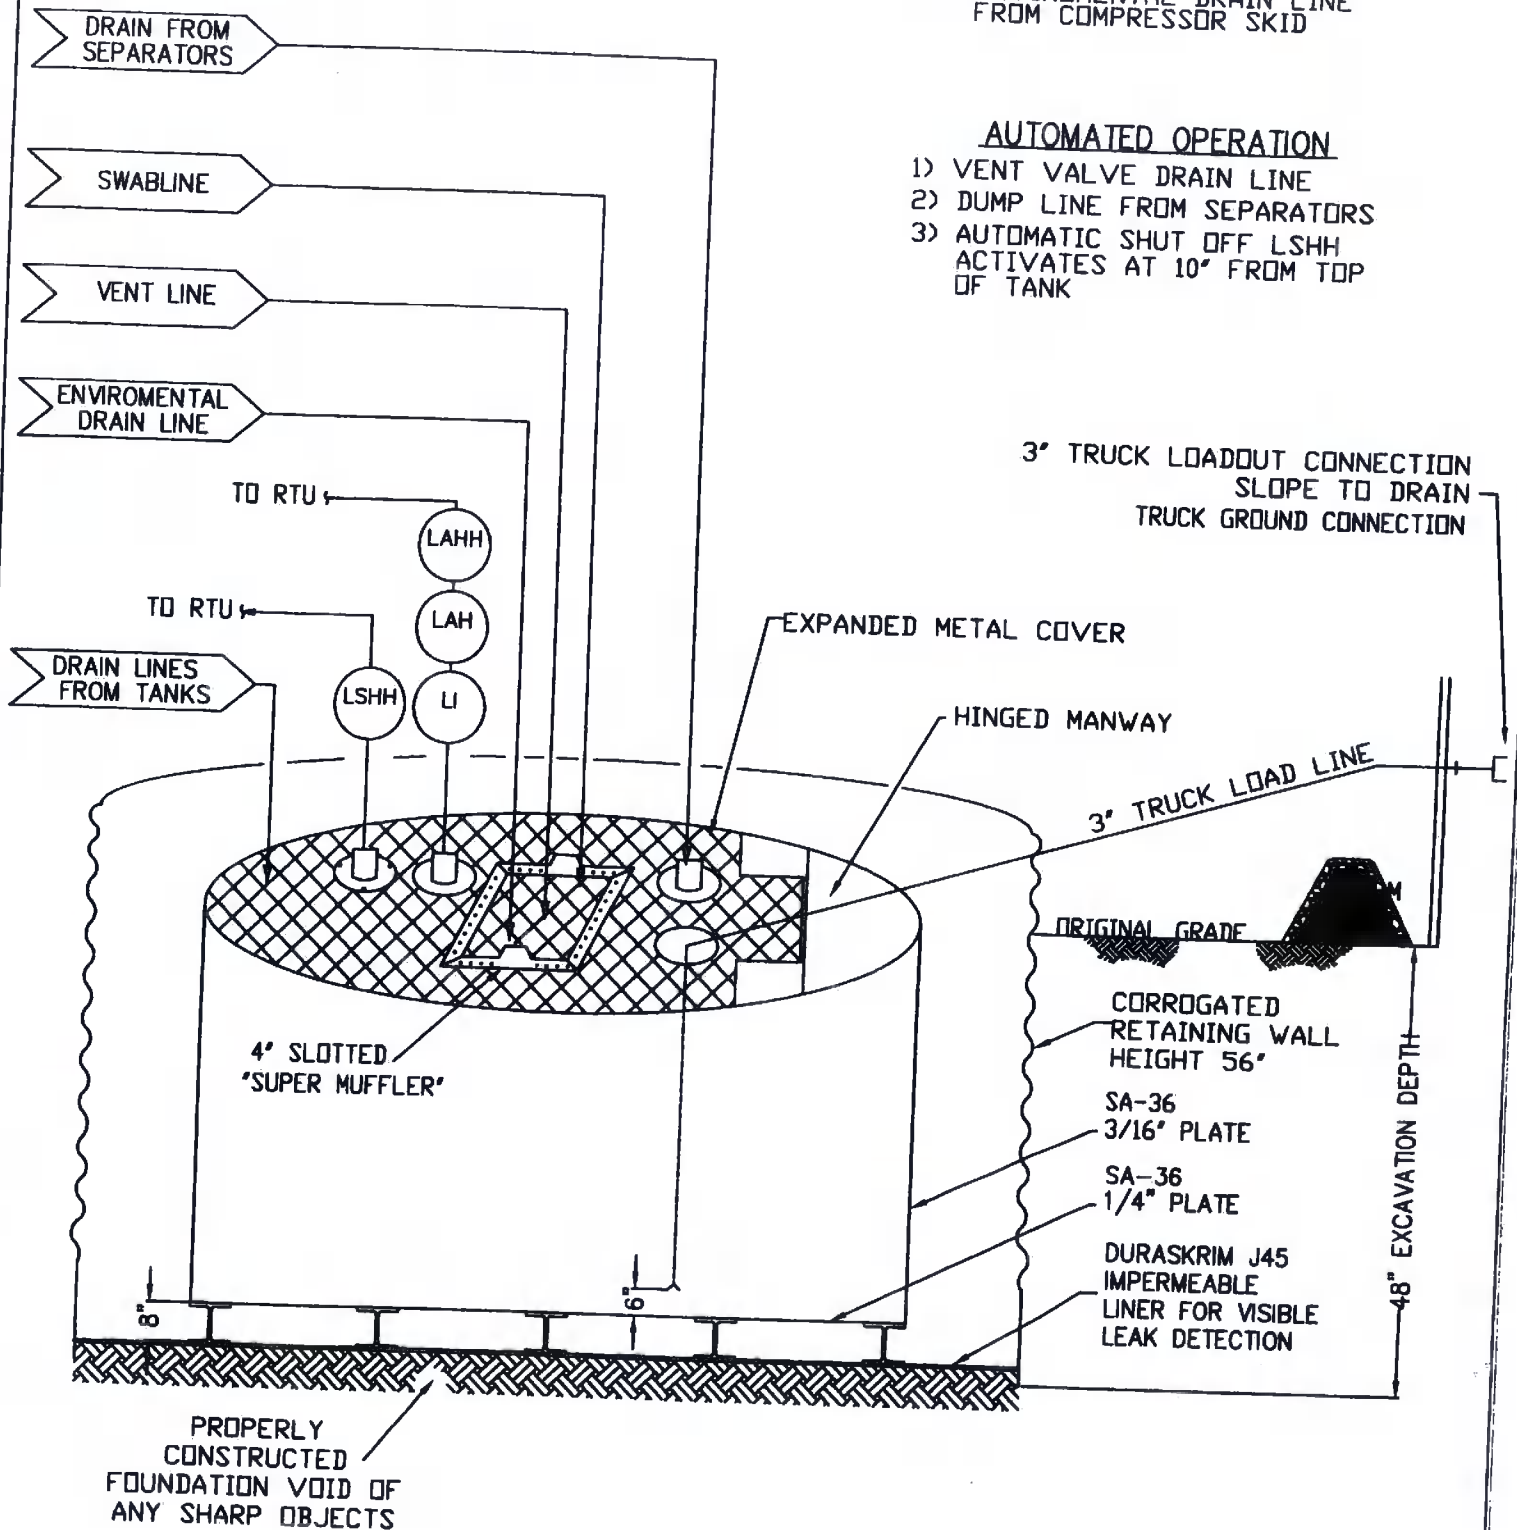 DRAIN LINE
FROM COMPRESSOR SKID
DRAIN FROM
SEPARATORS
SWABLINE
VENT LINE
ENVIROMENTAL
DRAIN LINE
AUTOMATED OPERATION
1) VENT VALVE DRAIN LINE
2) DUMP LINE FROM SEPARATORS
3) AUTOMATIC SHUT OFF LSHH
ACTIVATES AT 10" FROM TOP
OF TANK
3" TRUCK LOADOUT CONNECTION
SLOPE TO DRAIN
TRUCK GROUND CONNECTION
TO RTU
LAHH
TO RTU
LAH
LSHH
LI
DRAIN LINES
FROM TANKS
EXPANDED METAL COVER
HINGED MANWAY
3" TRUCK LOAD LINE
ORIGINAL GRADE
M
4" SLOTTED
"SUPER MUFFLER"
CORROGATED
RETAINING WALL
HEIGHT 56"
SA-36
3/16" PLATE
SA-36
1/4" PLATE
DURASKRIM J45
IMPERMEABLE
LINER FOR VISIBLE
LEAK DETECTION
48" EXCAVATION DEPTH
8"
6"
PROPERLY
CONSTRUCTED
FOUNDATION VOID OF
ANY SHARP OBJECTS